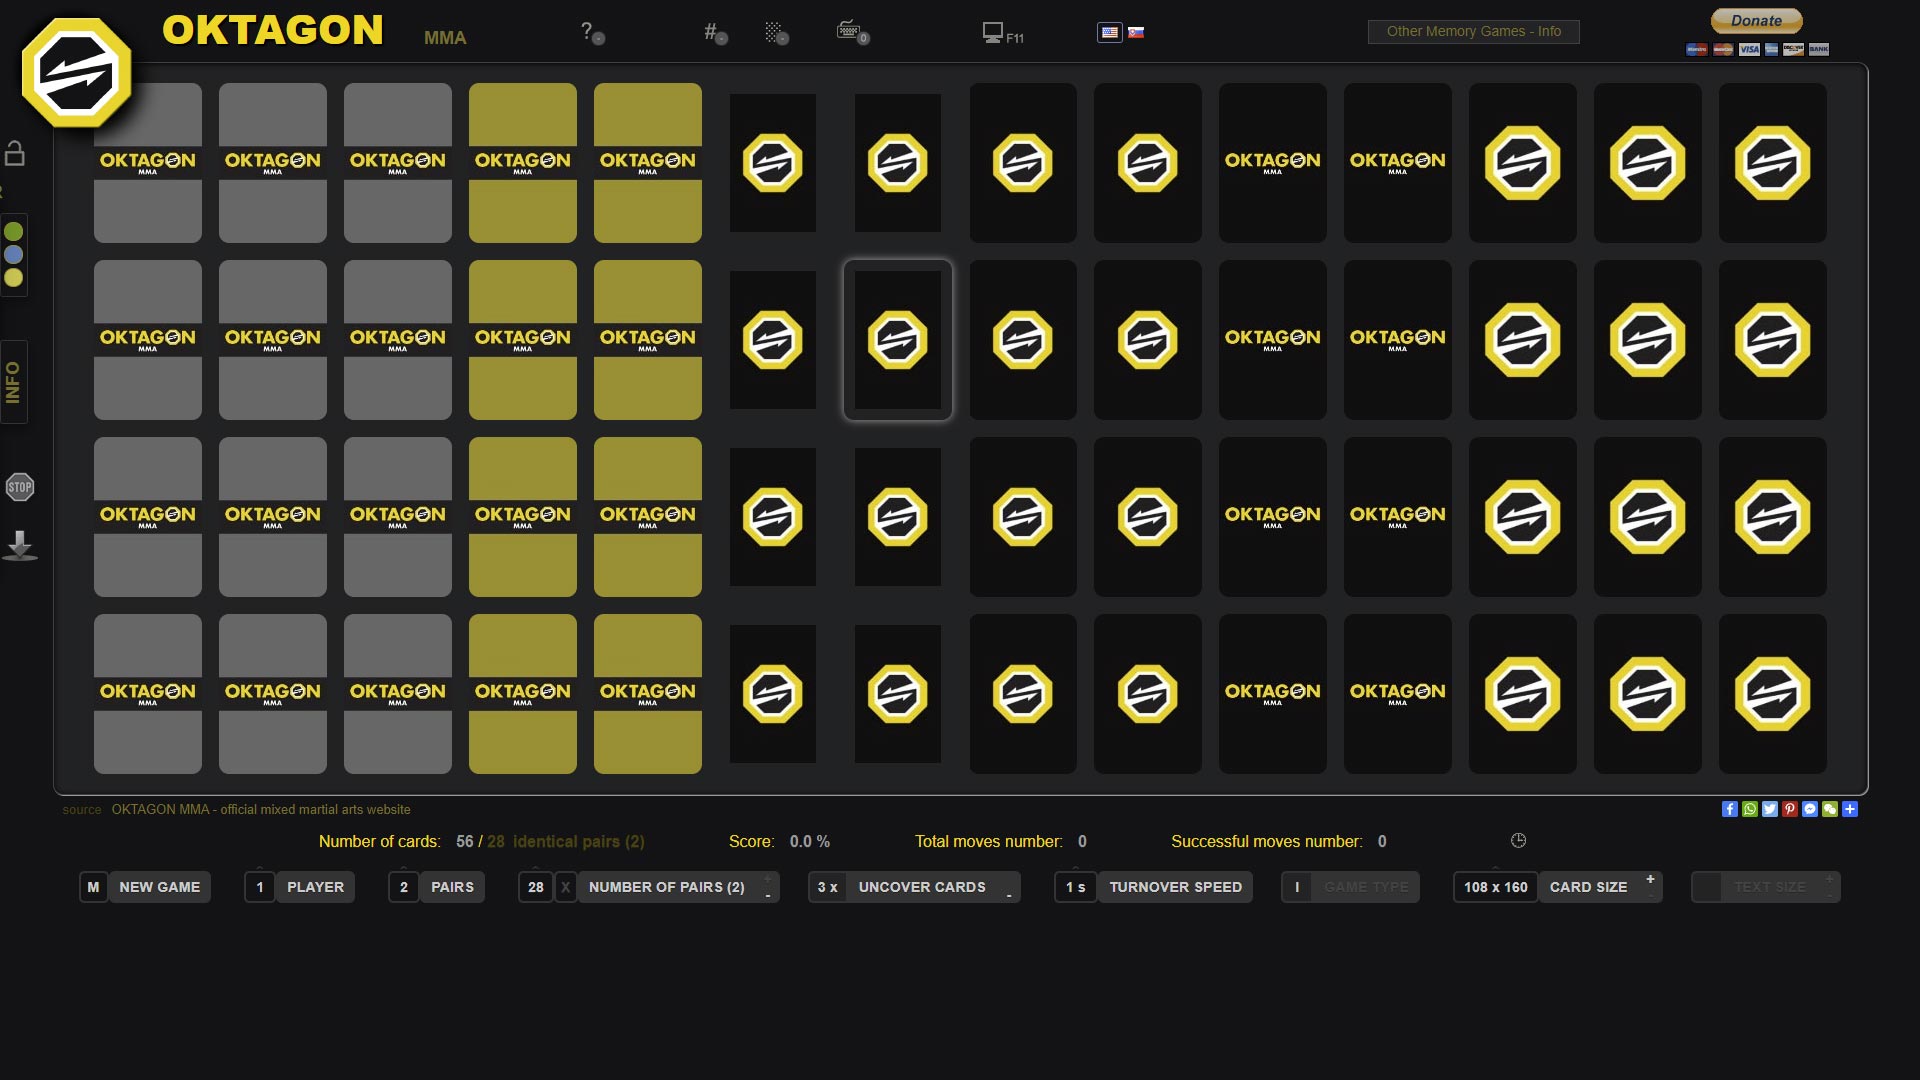 OKTAGON MMA
? - # - - 0 F11
Other Memory Games - Info
Donate
Maestro MasterCard VISA DISCOVER BANK
OKTAGON OKTAGON OKTAGON OKTAGON OKTAGON OKTAGON OKTAGON
MMA MMA MMA MMA MMA MMA MMA
OKTAGON OKTAGON OKTAGON OKTAGON OKTAGON OKTAGON OKTAGON
MMA MMA MMA MMA MMA MMA MMA
INFO
STOP
OKTAGON OKTAGON OKTAGON OKTAGON OKTAGON OKTAGON OKTAGON
MMA MMA MMA MMA MMA MMA MMA
OKTAGON OKTAGON OKTAGON OKTAGON OKTAGON OKTAGON OKTAGON
MMA MMA MMA MMA MMA MMA MMA
source OKTAGON MMA - official mixed martial arts website
Number of cards: 56 / 28 identical pairs (2) Score: 0.0 % Total moves number: 0 Successful moves number: 0
M NEW GAME 1 PLAYER 2 PAIRS 28 X NUMBER OF PAIRS (2) + - 3 x UNCOVER CARDS - 1 s TURNOVER SPEED I GAME TYPE 108 x 160 CARD SIZE + - TEXT SIZE + -